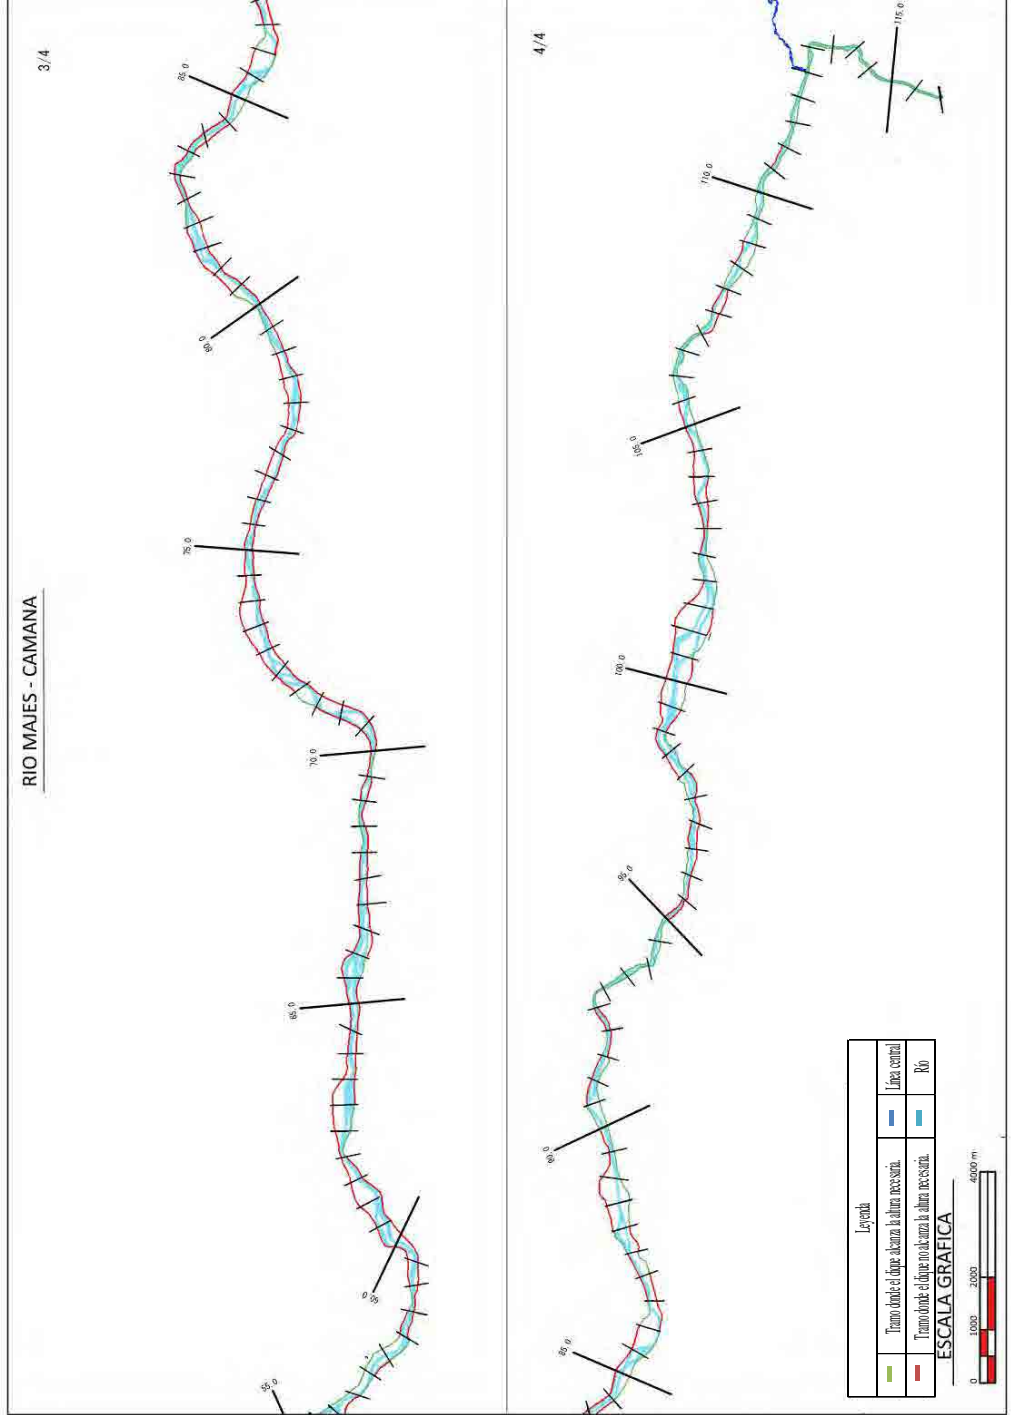 RIO MAJES - CAMANA
3/4
55.0
60.0
65.0
70.0
75.0
80.0
85.0
4/4
85.0
90.0
95.0
100.0
105.0
110.0
115.0
Leyenda
Tramo donde el dique alcanza la altura necesaria.
Línea central
Tramo donde el dique no alcanza la altura necesaria.
Río
ESCALA GRAFICA
0 1000 2000 4000 m